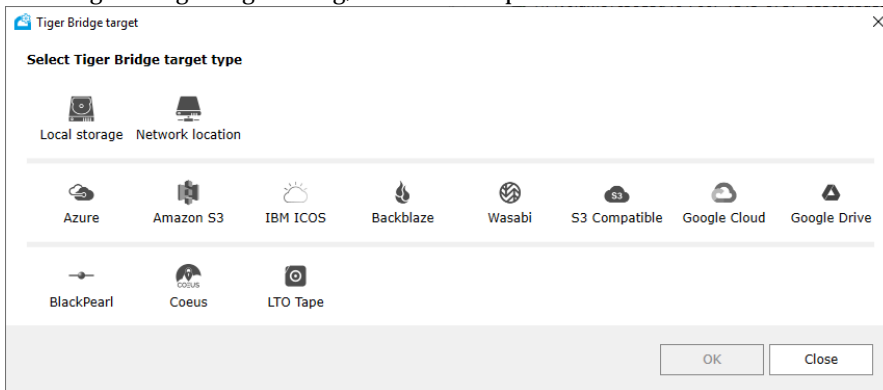 Tiger Bridge target
Select Tiger Bridge target type
Local storage Network location
Azure Amazon S3 IBM ICOS Backblaze Wasabi S3 Compatible Google Cloud Google Drive
BlackPearl Coeus LTO Tape
OK Close